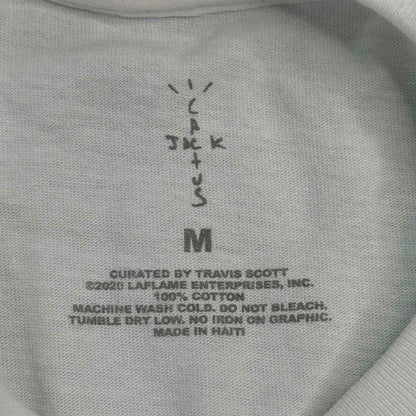 CACTUS
JACK
M
CURATED BY TRAVIS SCOTT
©2020 LAFLAME ENTERPRISES, INC.
100% COTTON
MACHINE WASH COLD. DO NOT BLEACH.
TUMBLE DRY LOW. NO IRON ON GRAPHIC.
MADE IN HAITI